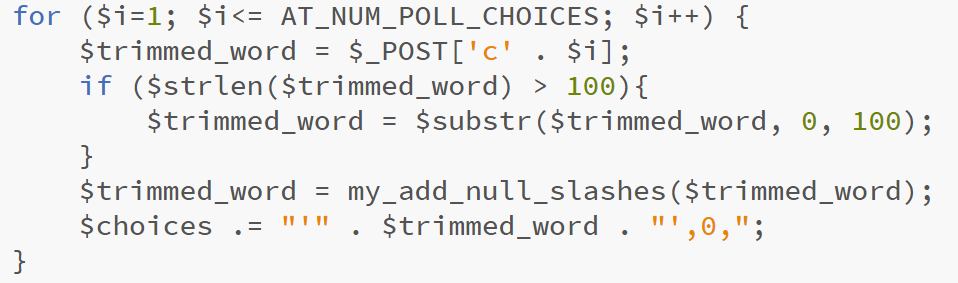 for ($i=1; $i<= AT_NUM_POLL_CHOICES; $i++) {
    $trimmed_word = $_POST['c' . $i];
    if ($strlen($trimmed_word) > 100){
        $trimmed_word = $substr($trimmed_word, 0, 100);
    }
    $trimmed_word = my_add_null_slashes($trimmed_word);
    $choices .= "'" . $trimmed_word . "',0,";
}